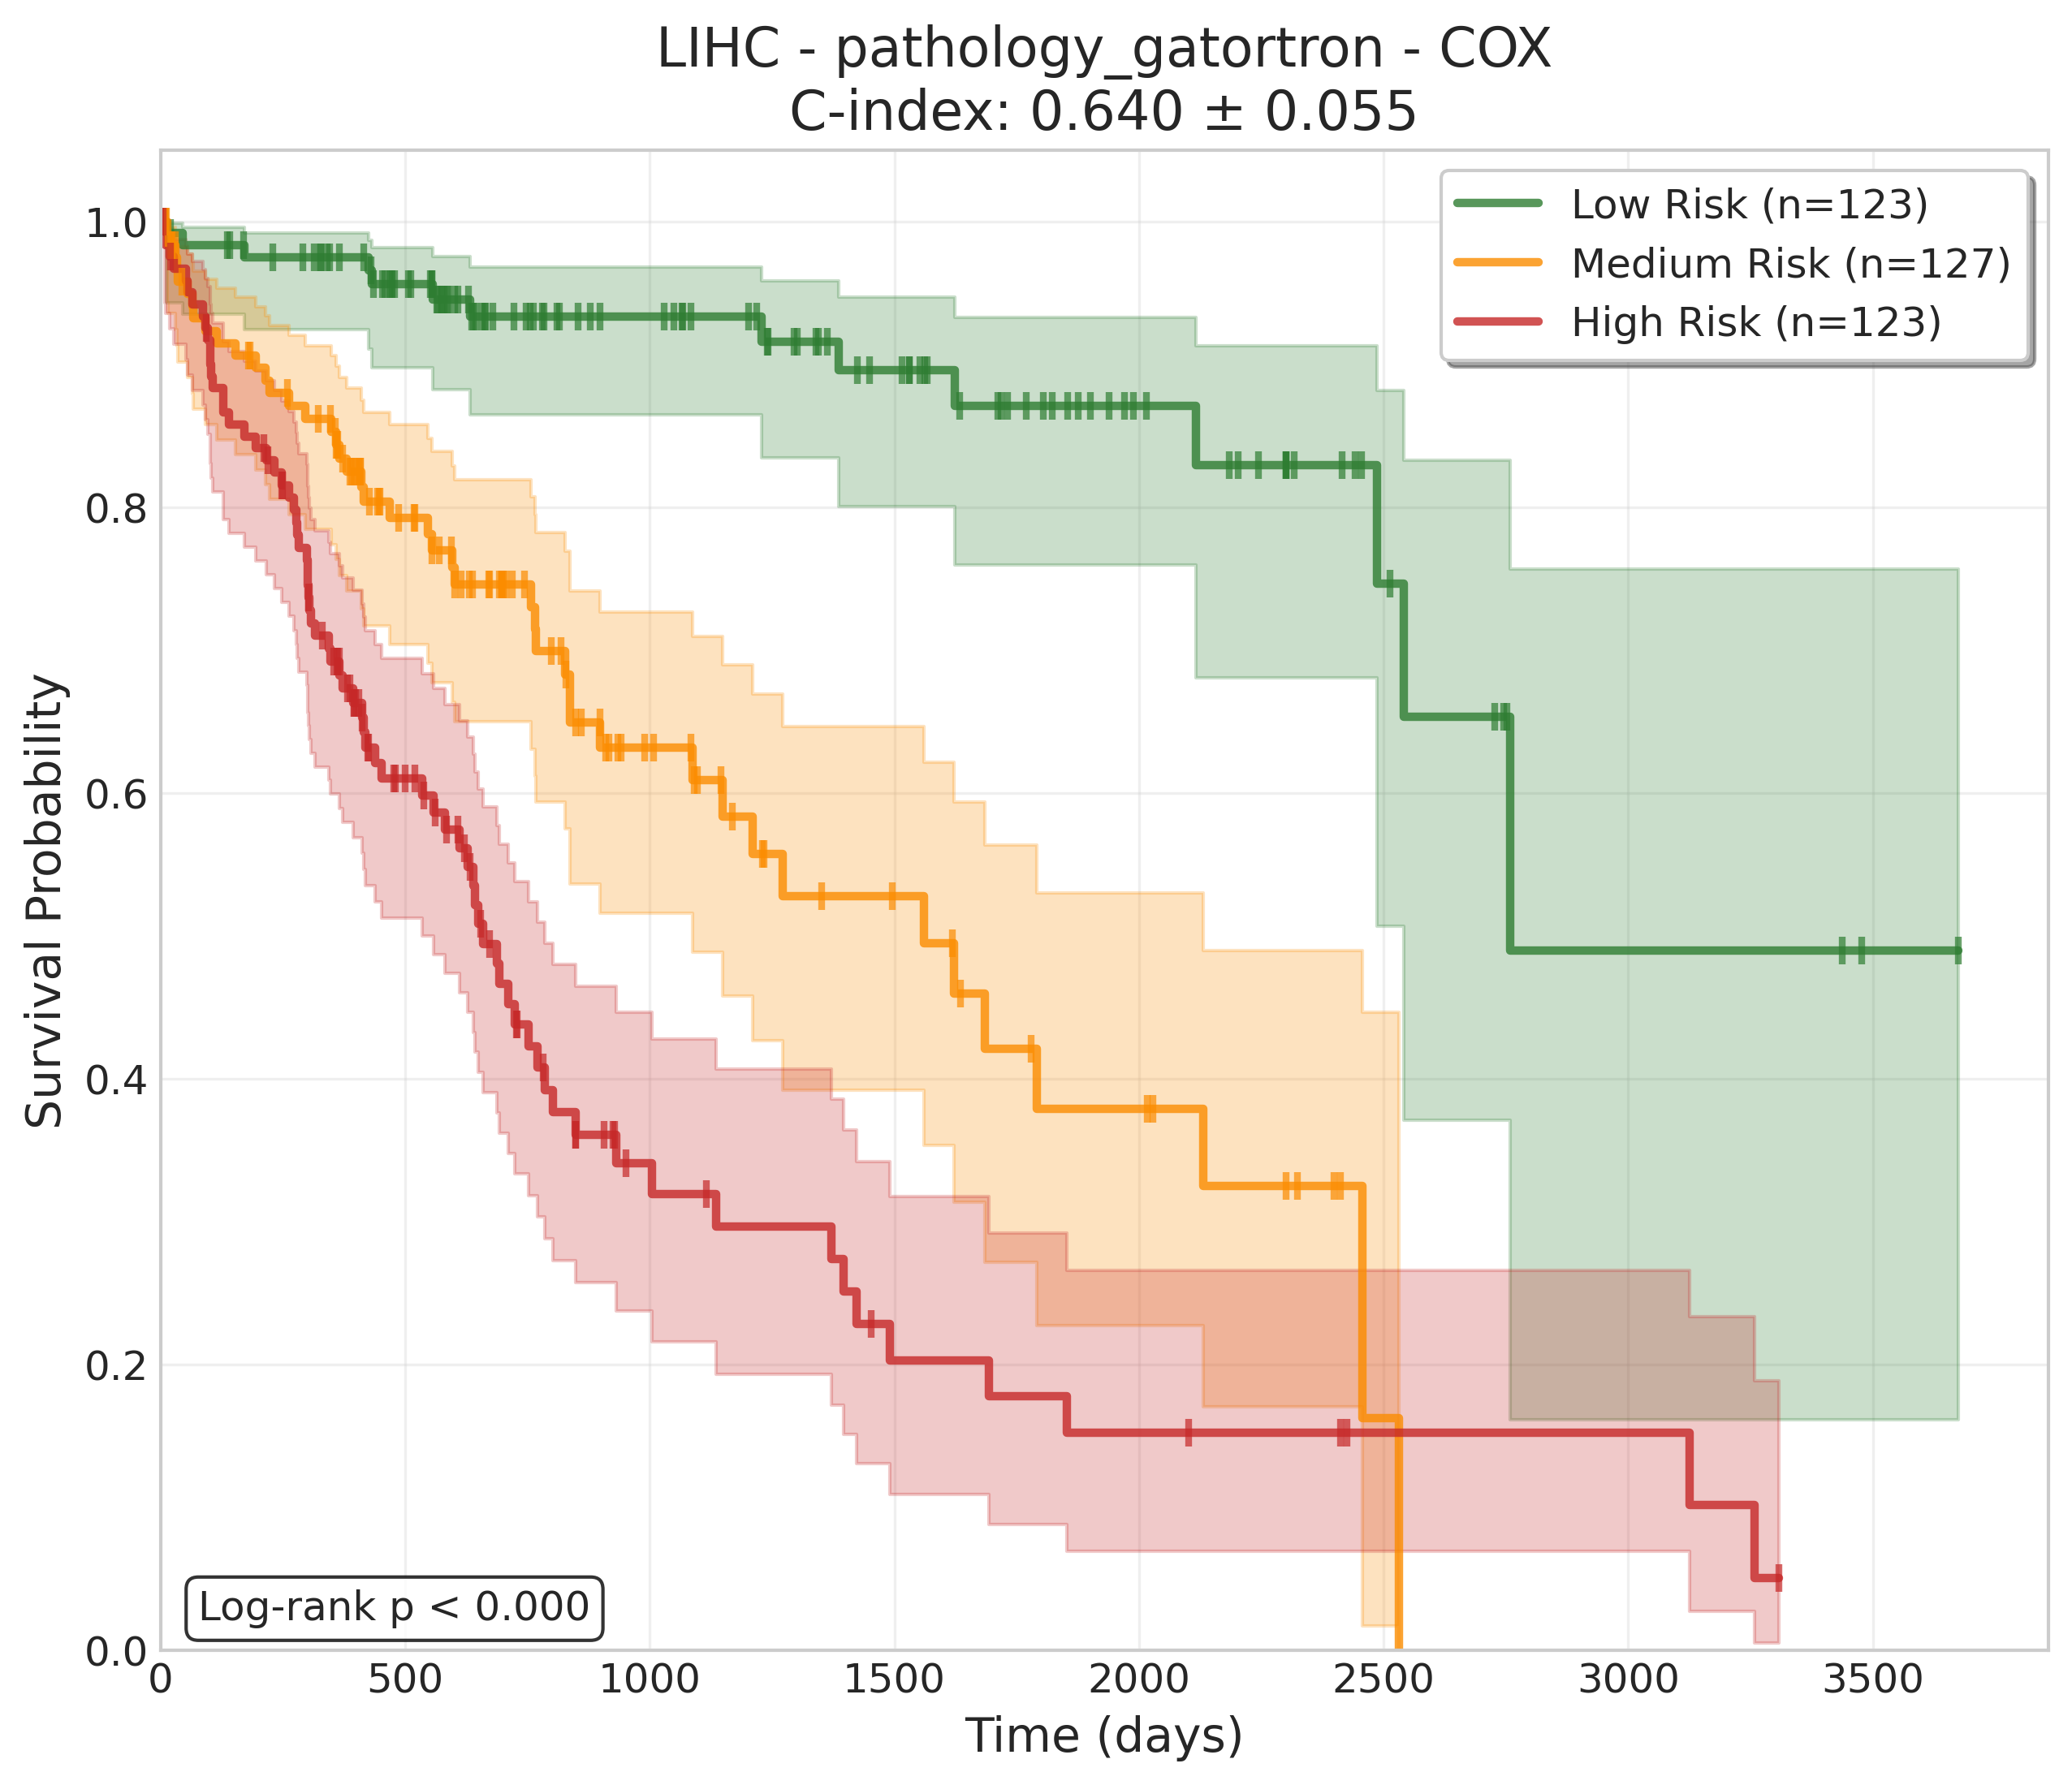 LIHC - pathology_gatortron - COX
C-index: 0.640 ± 0.055
Low Risk (n=123)
Medium Risk (n=127)
High Risk (n=123)
Survival Probability
1.0
0.8
0.6
0.4
0.2
0.0
Log-rank p < 0.000
0 500 1000 1500 2000 2500 3000 3500
Time (days)